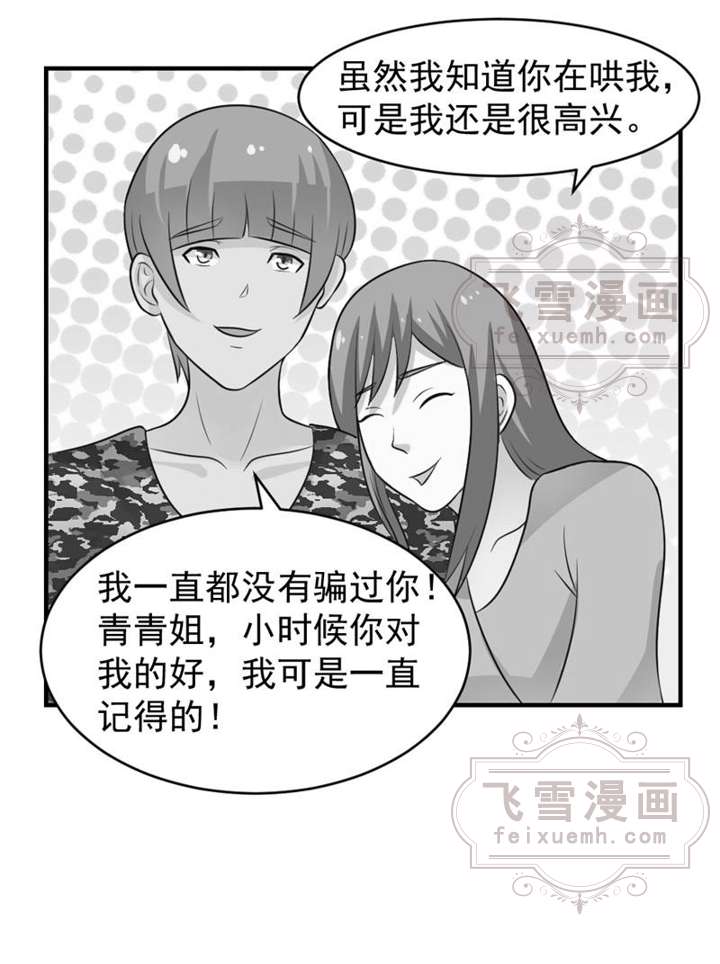 虽然我知道你在哄我，
可是我还是很高兴。
飞雪漫画
feixuemh.com
我一直都没有骗过你！
青青姐，小时候你对
我的好，我可是一直
记得的！
飞雪漫画
feixuemh.com